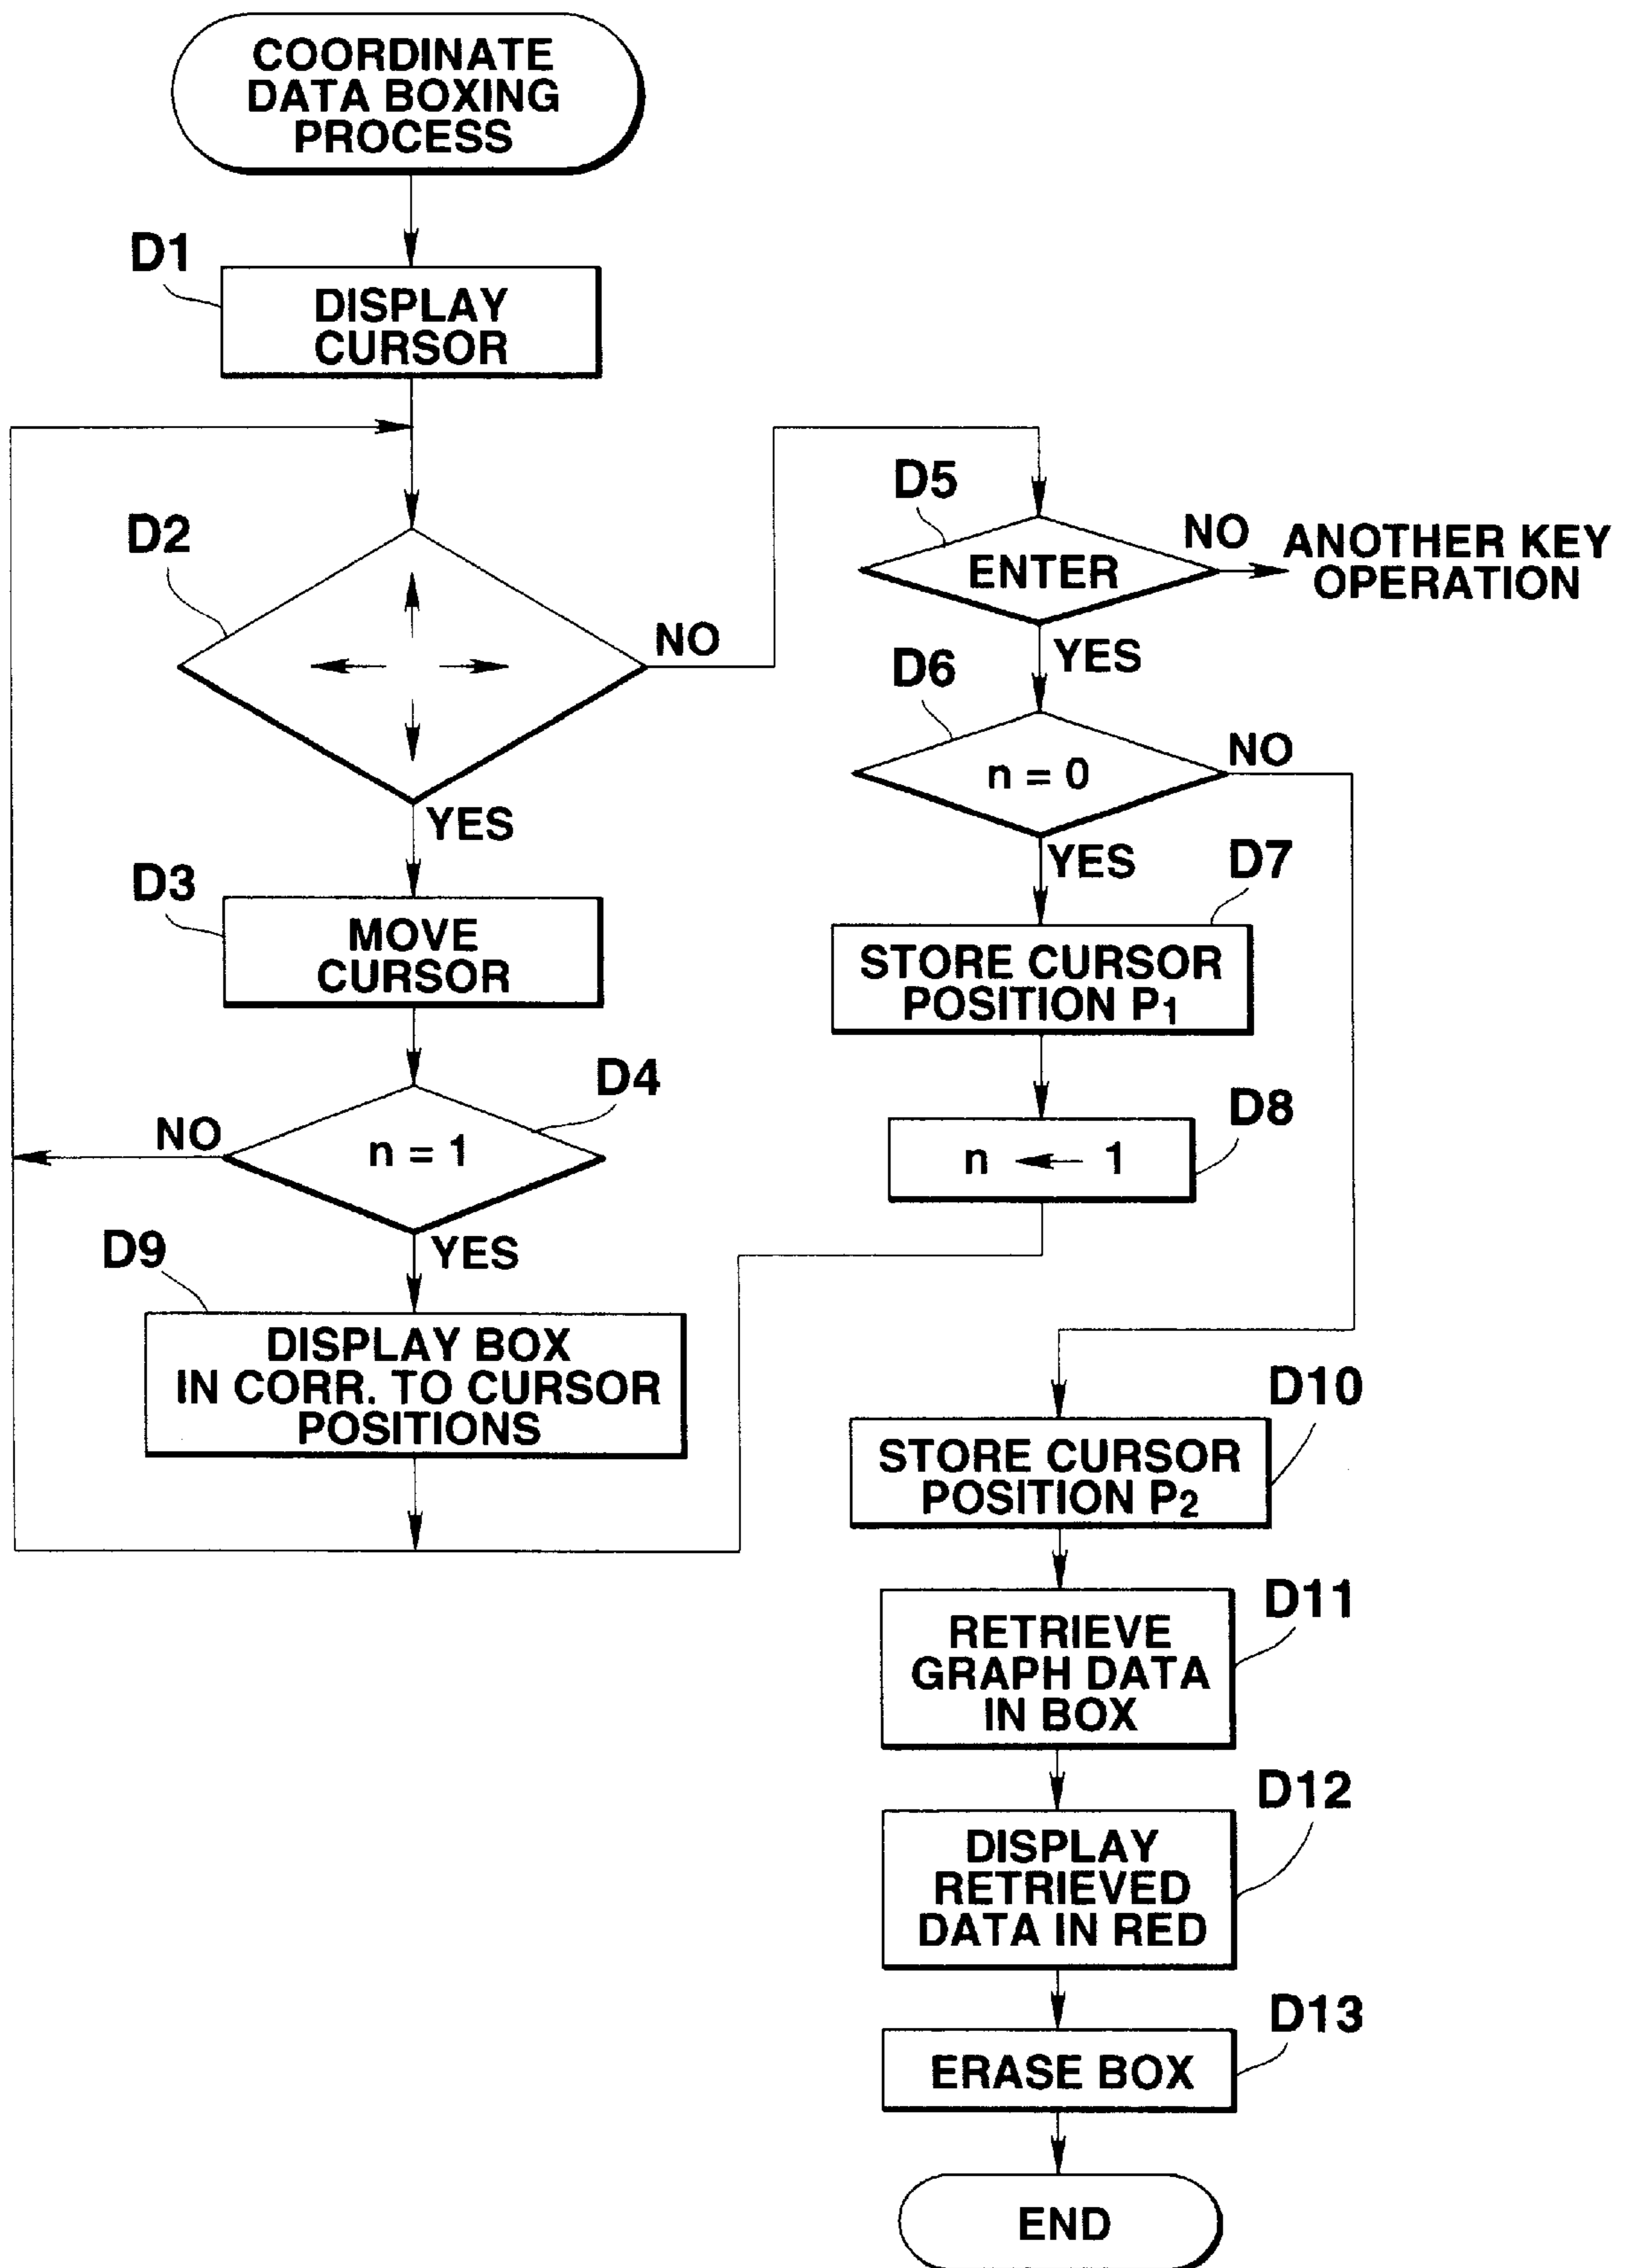 COORDINATE
DATA BOXING
PROCESS
D1
DISPLAY
CURSOR
D2
NO
YES
D3
MOVE
CURSOR
D4
NO
n = 1
YES
D9
DISPLAY BOX
IN CORR. TO CURSOR
POSITIONS
D5
ENTER
NO
ANOTHER KEY
OPERATION
YES
D6
n = 0
NO
YES
D7
STORE CURSOR
POSITION P1
D8
n ← 1
D10
STORE CURSOR
POSITION P2
D11
RETRIEVE
GRAPH DATA
IN BOX
D12
DISPLAY
RETRIEVED
DATA IN RED
D13
ERASE BOX
END